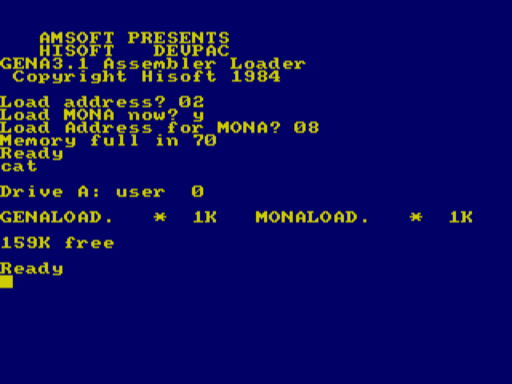 AMSOFT PRESENTS
HISOFT DEVPAC
GENA3.1 Assembler Loader
Copyright Hisoft 1984
Load address? 02
Load MONA now? y
Load Address for MONA? 08
Memory full in 70
Ready
cat
Drive A: user 0
GENALOAD. * 1K MONALOAD. * 1K
159K free
Ready